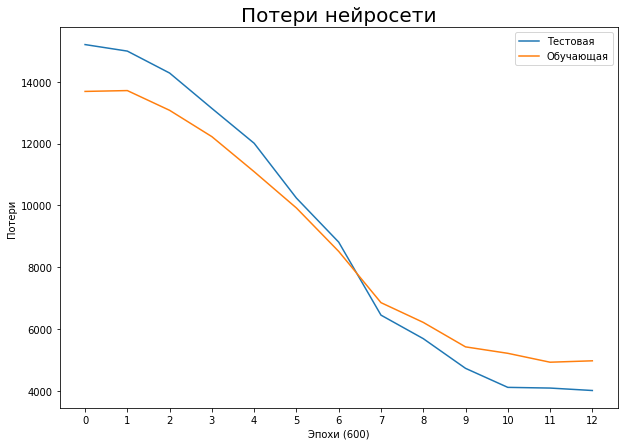 Потери нейросети
Тестовая
Обучающая
Потери
14000
12000
10000
8000
6000
4000
0 1 2 3 4 5 6 7 8 9 10 11 12
Эпохи (600)